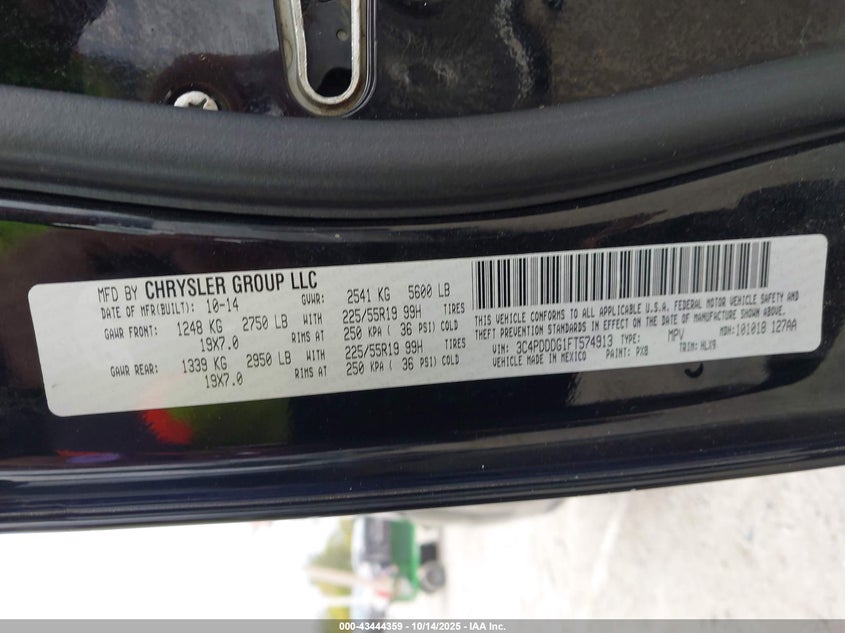 MFD BY CHRYSLER GROUP LLC
DATE OF MFR(BUILT): 10-14 GVWR: 2541 KG 5600 LB
GAWR FRONT: 1248 KG 2750 LB WITH 225/55R19 99H TIRES
19X7.0 RIMS AT 250 KPA ( 36 PSI) COLD
GAWR REAR: 1339 KG 2950 LB WITH 225/55R19 99H TIRES
19X7.0 RIMS AT 250 KPA ( 36 PSI) COLD
THIS VEHICLE CONFORMS TO ALL APPLICABLE U.S.A. FEDERAL MOTOR VEHICLE SAFETY AND
THEFT PREVENTION STANDARDS IN EFFECT ON THE DATE OF MANUFACTURE SHOWN ABOVE.
VIN: 3C4PDDDG1FT574913 TYPE: MPV MDH: 101018 127AA
VEHICLE MADE IN MEXICO PAINT: PX8 TRIM: HLX9
000-43444359 | 10/14/2025 - IAA Inc.